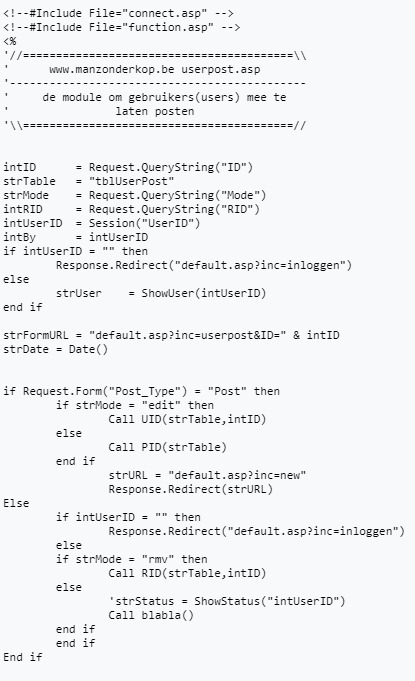 <!--#Include File="connect.asp" -->
<!--#Include File="function.asp" -->
<%
'//=========================================\\
'      www.manzonderkop.be userpost.asp
'---------------------------------------------
'     de module om gebruikers(users) mee te
'                laten posten
'\\=========================================//

intID      = Request.QueryString("ID")
strTable   = "tblUserPost"
strMode    = Request.QueryString("Mode")
intRID     = Request.QueryString("RID")
intUserID  = Session("UserID")
intBy      = intUserID
if intUserID = "" then
        Response.Redirect("default.asp?inc=inloggen")
else
        strUser    = ShowUser(intUserID)
end if

strFormURL = "default.asp?inc=userpost&ID=" & intID
strDate = Date()

if Request.Form("Post_Type") = "Post" then
        if strMode = "edit" then
                Call UID(strTable,intID)
        else
                Call PID(strTable)
        end if
                strURL = "default.asp?inc=new"
                Response.Redirect(strURL)
Else
        if intUserID = "" then
                Response.Redirect("default.asp?inc=inloggen")
        else
        if strMode = "rmv" then
                Call RID(strTable,intID)
        else
                'strStatus = ShowStatus("intUserID")
                Call blabla()
        end if
        end if
End if